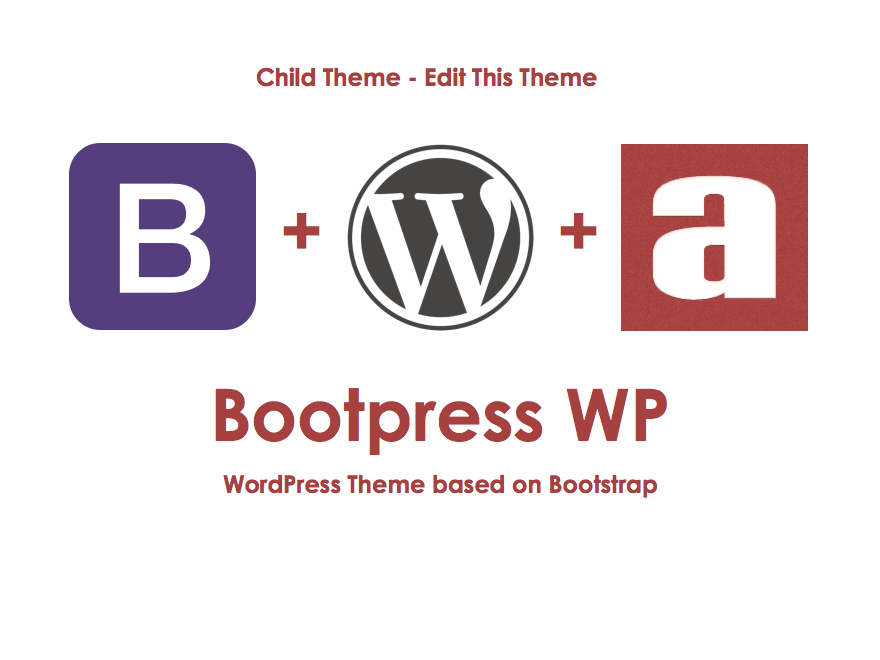 Child Theme - Edit This Theme
B + W + a
Bootpress WP
WordPress Theme based on Bootstrap